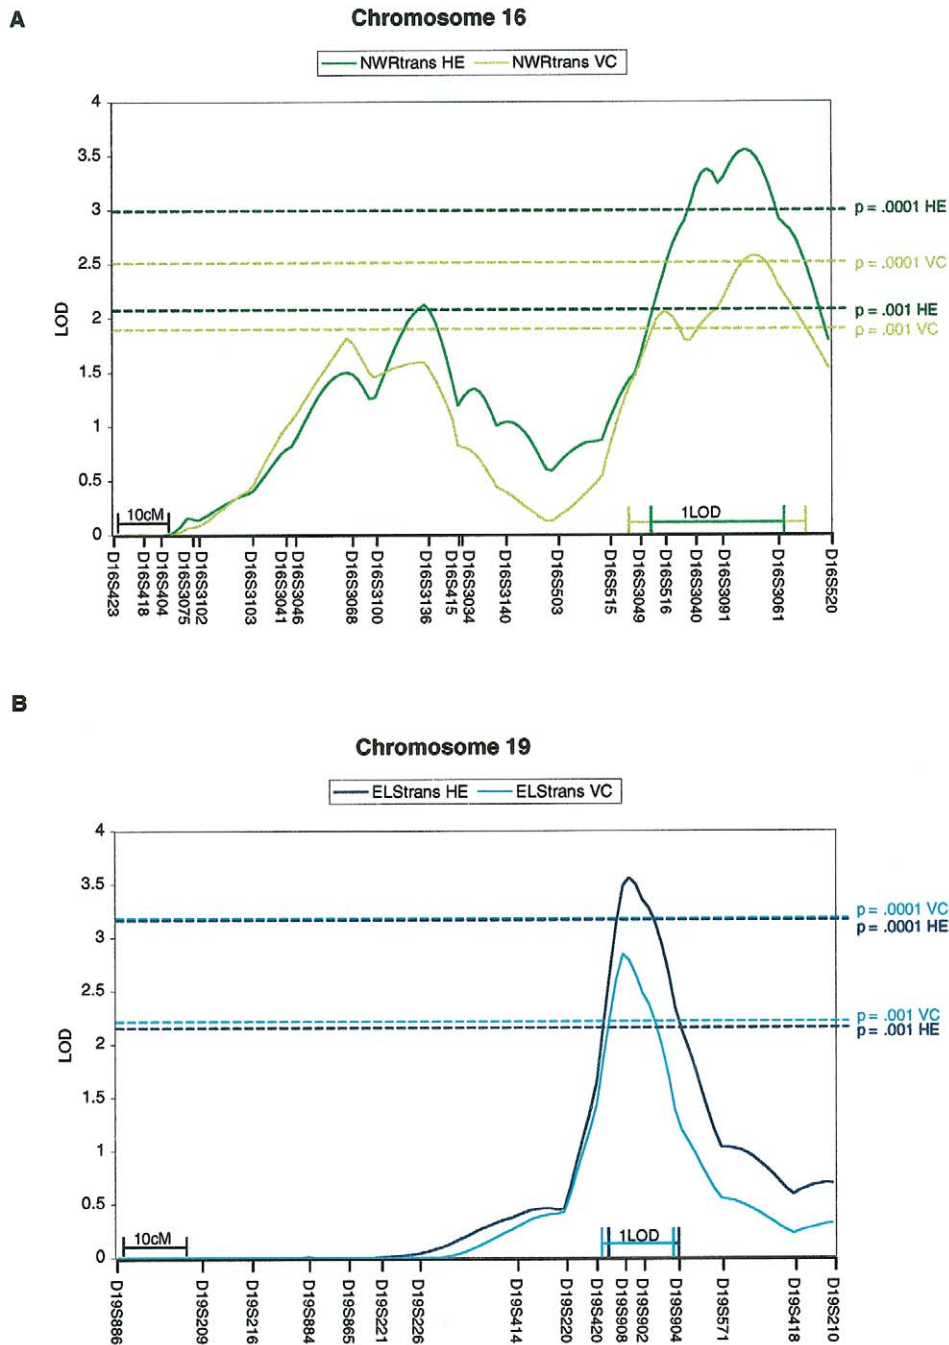 A
Chromosome 16
NWRtrans HE NWRtrans VC
4
3.5
3
2.5
2
1.5
1
0.5
0
LOD
p = .0001 HE
p = .0001 VC
p = .001 HE
p = .001 VC
10cM
1LOD
D16S423
D16S418
D16S404
D16S3075
D16S3102
D16S3103
D16S3041
D16S3046
D16S3068
D16S3100
D16S3136
D16S415
D16S3034
D16S3140
D16S503
D16S515
D16S3049
D16S516
D16S3040
D16S3091
D16S3061
D16S520
B
Chromosome 19
ELStrans HE ELStrans VC
4
3.5
3
2.5
2
1.5
1
0.5
0
LOD
p = .0001 VC
p = .0001 HE
p = .001 VC
p = .001 HE
10cM
1LOD
D19S886
D19S209
D19S216
D19S884
D19S865
D19S221
D19S226
D19S414
D19S220
D19S420
D19S908
D19S902
D19S904
D19S571
D19S418
D19S210